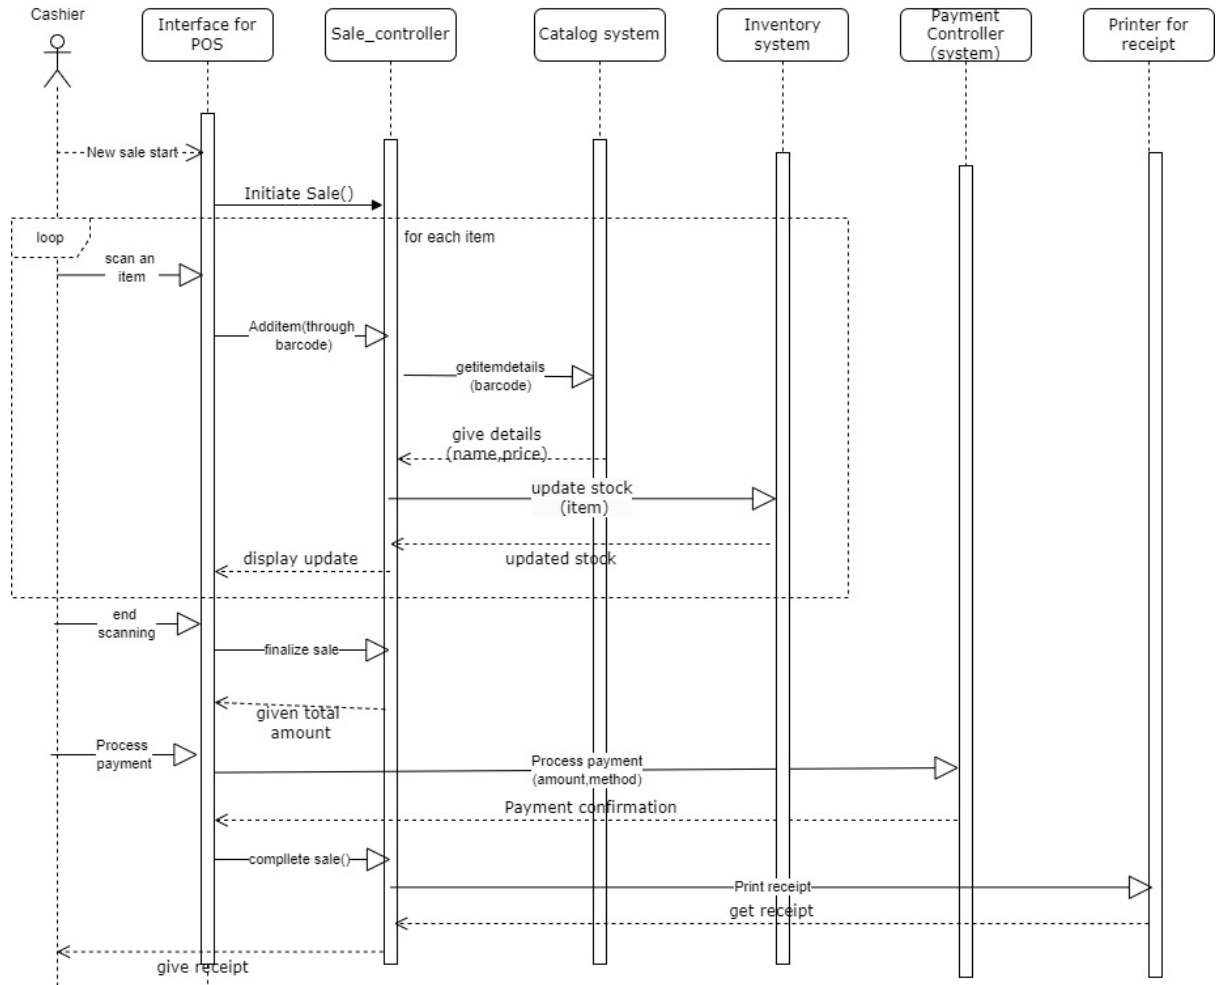 Cashier
Interface for
POS
Sale_controller
Catalog system
Inventory
system
Payment
Controller
(system)
Printer for
receipt
New sale start
Initiate Sale()
loop
for each item
scan an
item
Additem(through
barcode)
getitemdetails
(barcode)
give details
(name,price)
update stock
(item)
updated stock
display update
end
scanning
finalize sale
given total
amount
Process
payment
Process payment
(amount,method)
Payment confirmation
compllete sale()
Print receipt
get receipt
give receipt